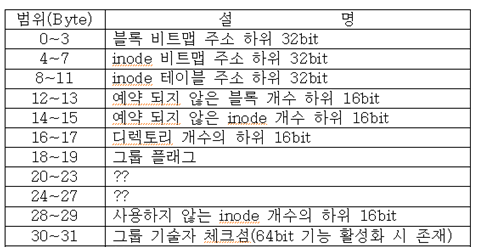 범위(Byte) 설 명
0~3 블록 비트맵 주소 하위 32bit
4~7 inode 비트맵 주소 하위 32bit
8~11 inode 테이블 주소 하위 32bit
12~13 예약 되지 않은 블록 개수 하위 16bit
14~15 예약 되지 않은 inode 개수 하위 16bit
16~17 디렉토리 개수의 하위 16bit
18~19 그룹 플래그
20~23 ??
24~27 ??
28~29 사용하지 않는 inode 개수의 하위 16bit
30~31 그룹 기술자 체크섬(64bit 기능 활성화 시 존재)